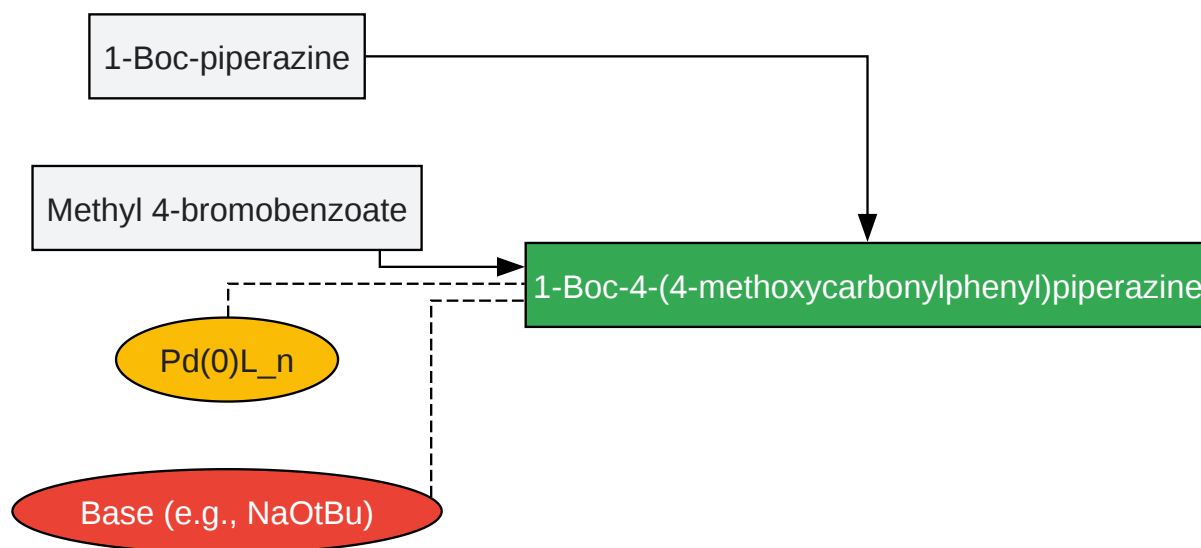 1-Boc-piperazine
Methyl 4-bromobenzoate
1-Boc-4-(4-methoxycarbonylphenyl)piperazine
Pd(0)L_n
Base (e.g., NaOtBu)